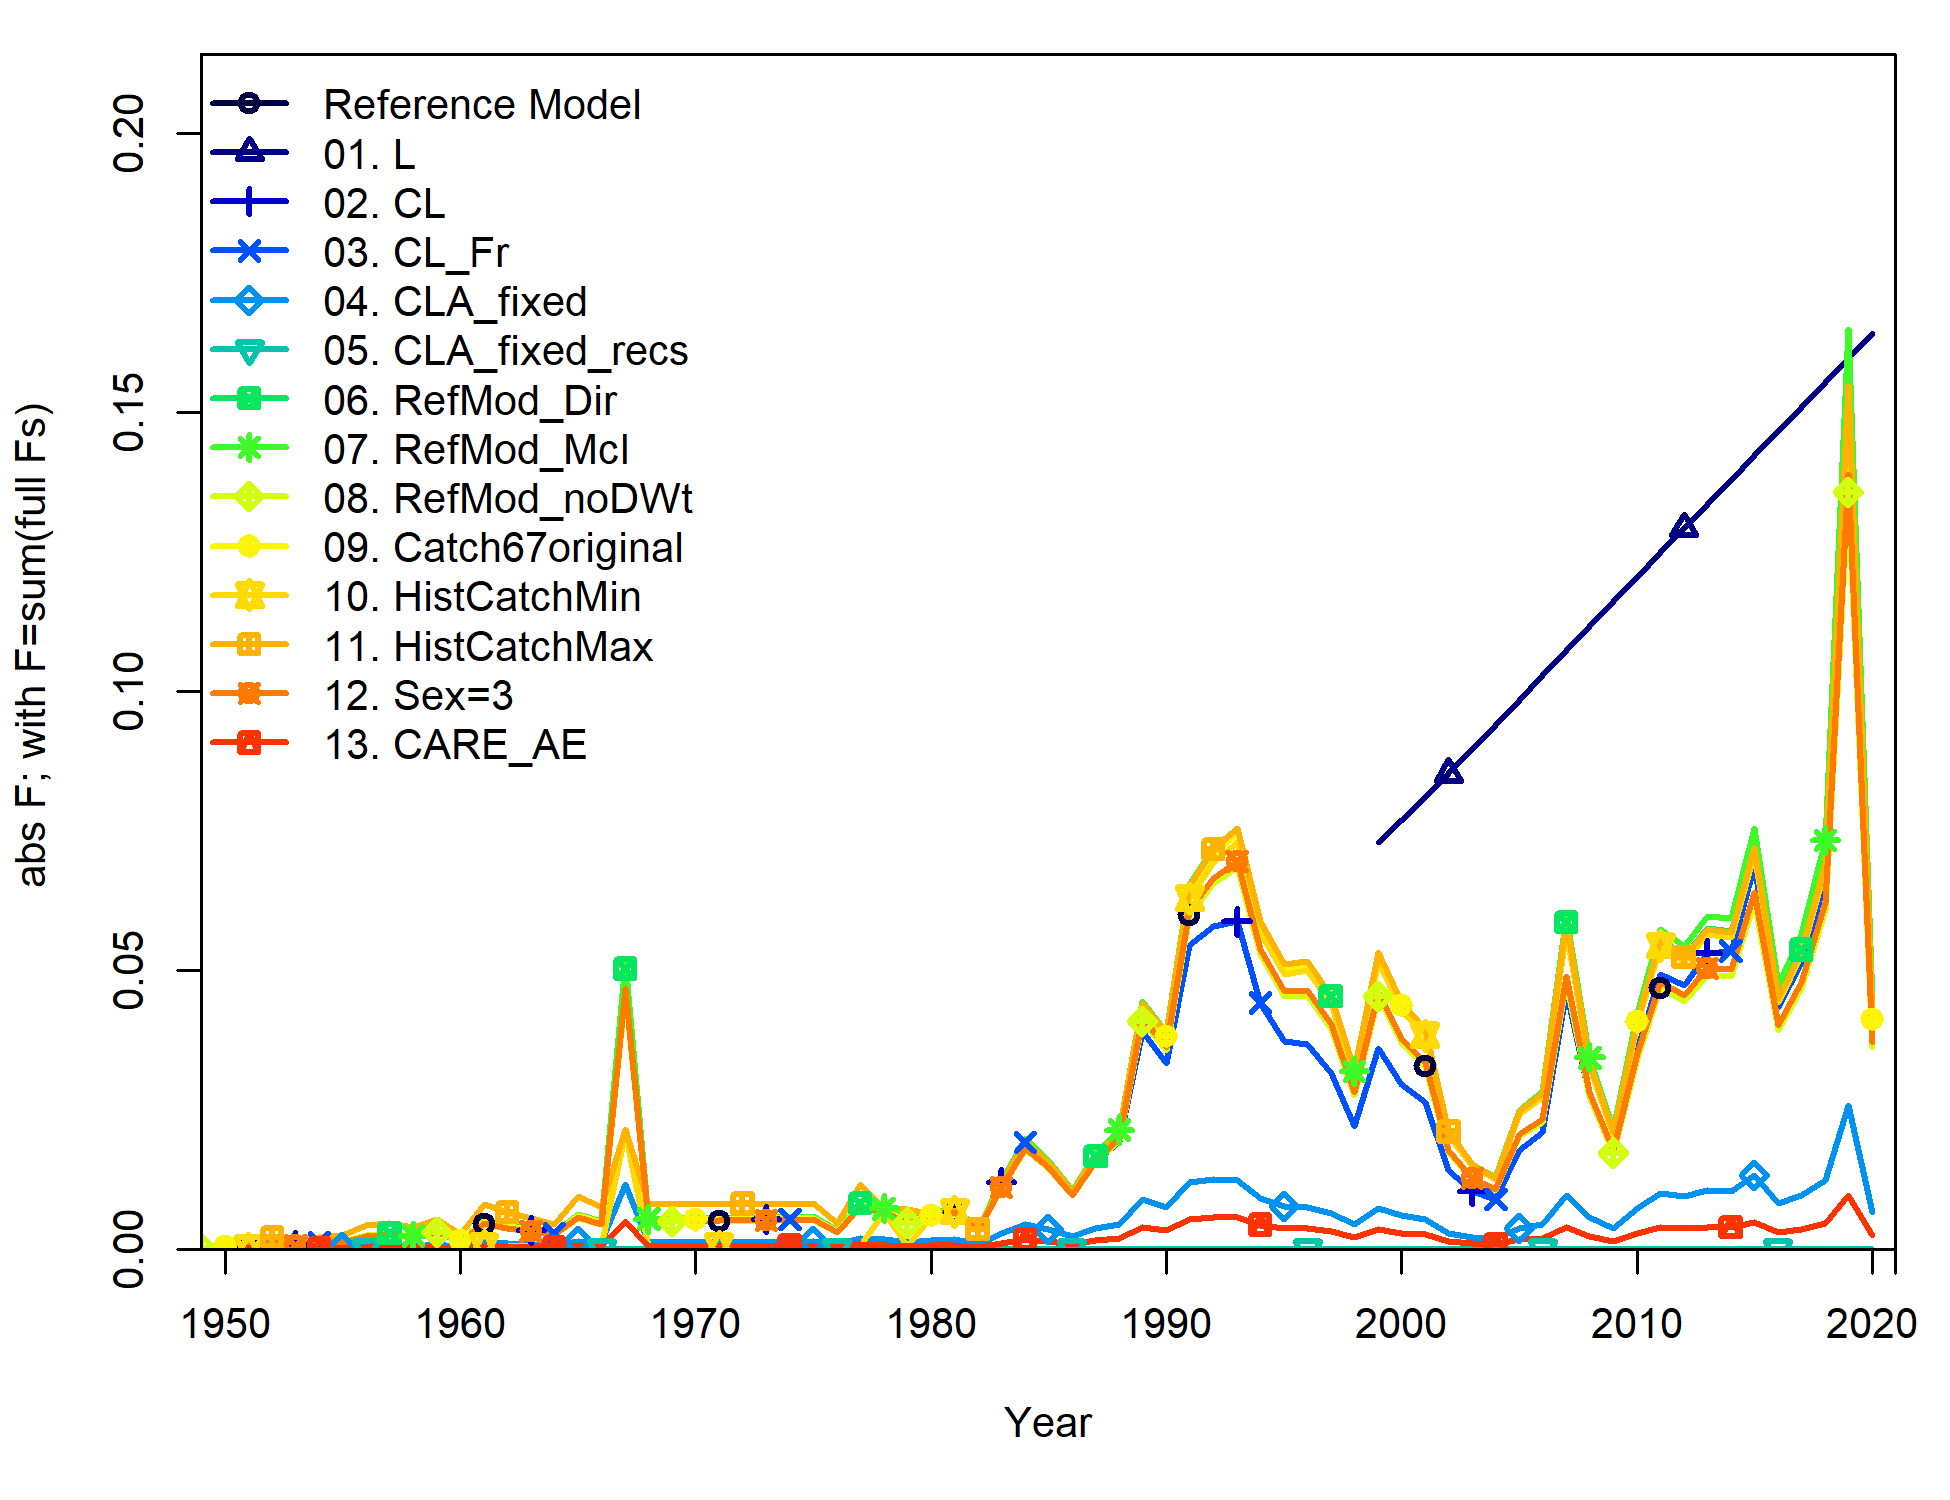 Reference Model
01. L
02. CL
03. CL_Fr
04. CLA_fixed
05. CLA_fixed_recs
06. RefMod_Dir
07. RefMod_Mcl
08. RefMod_noDWt
09. Catch67original
10. HistCatchMin
11. HistCatchMax
12. Sex=3
13. CARE_AE
abs F; with F=sum(full Fs)
0.20
0.15
0.10
0.05
0.00
1950 1960 1970 1980 1990 2000 2010 2020
Year